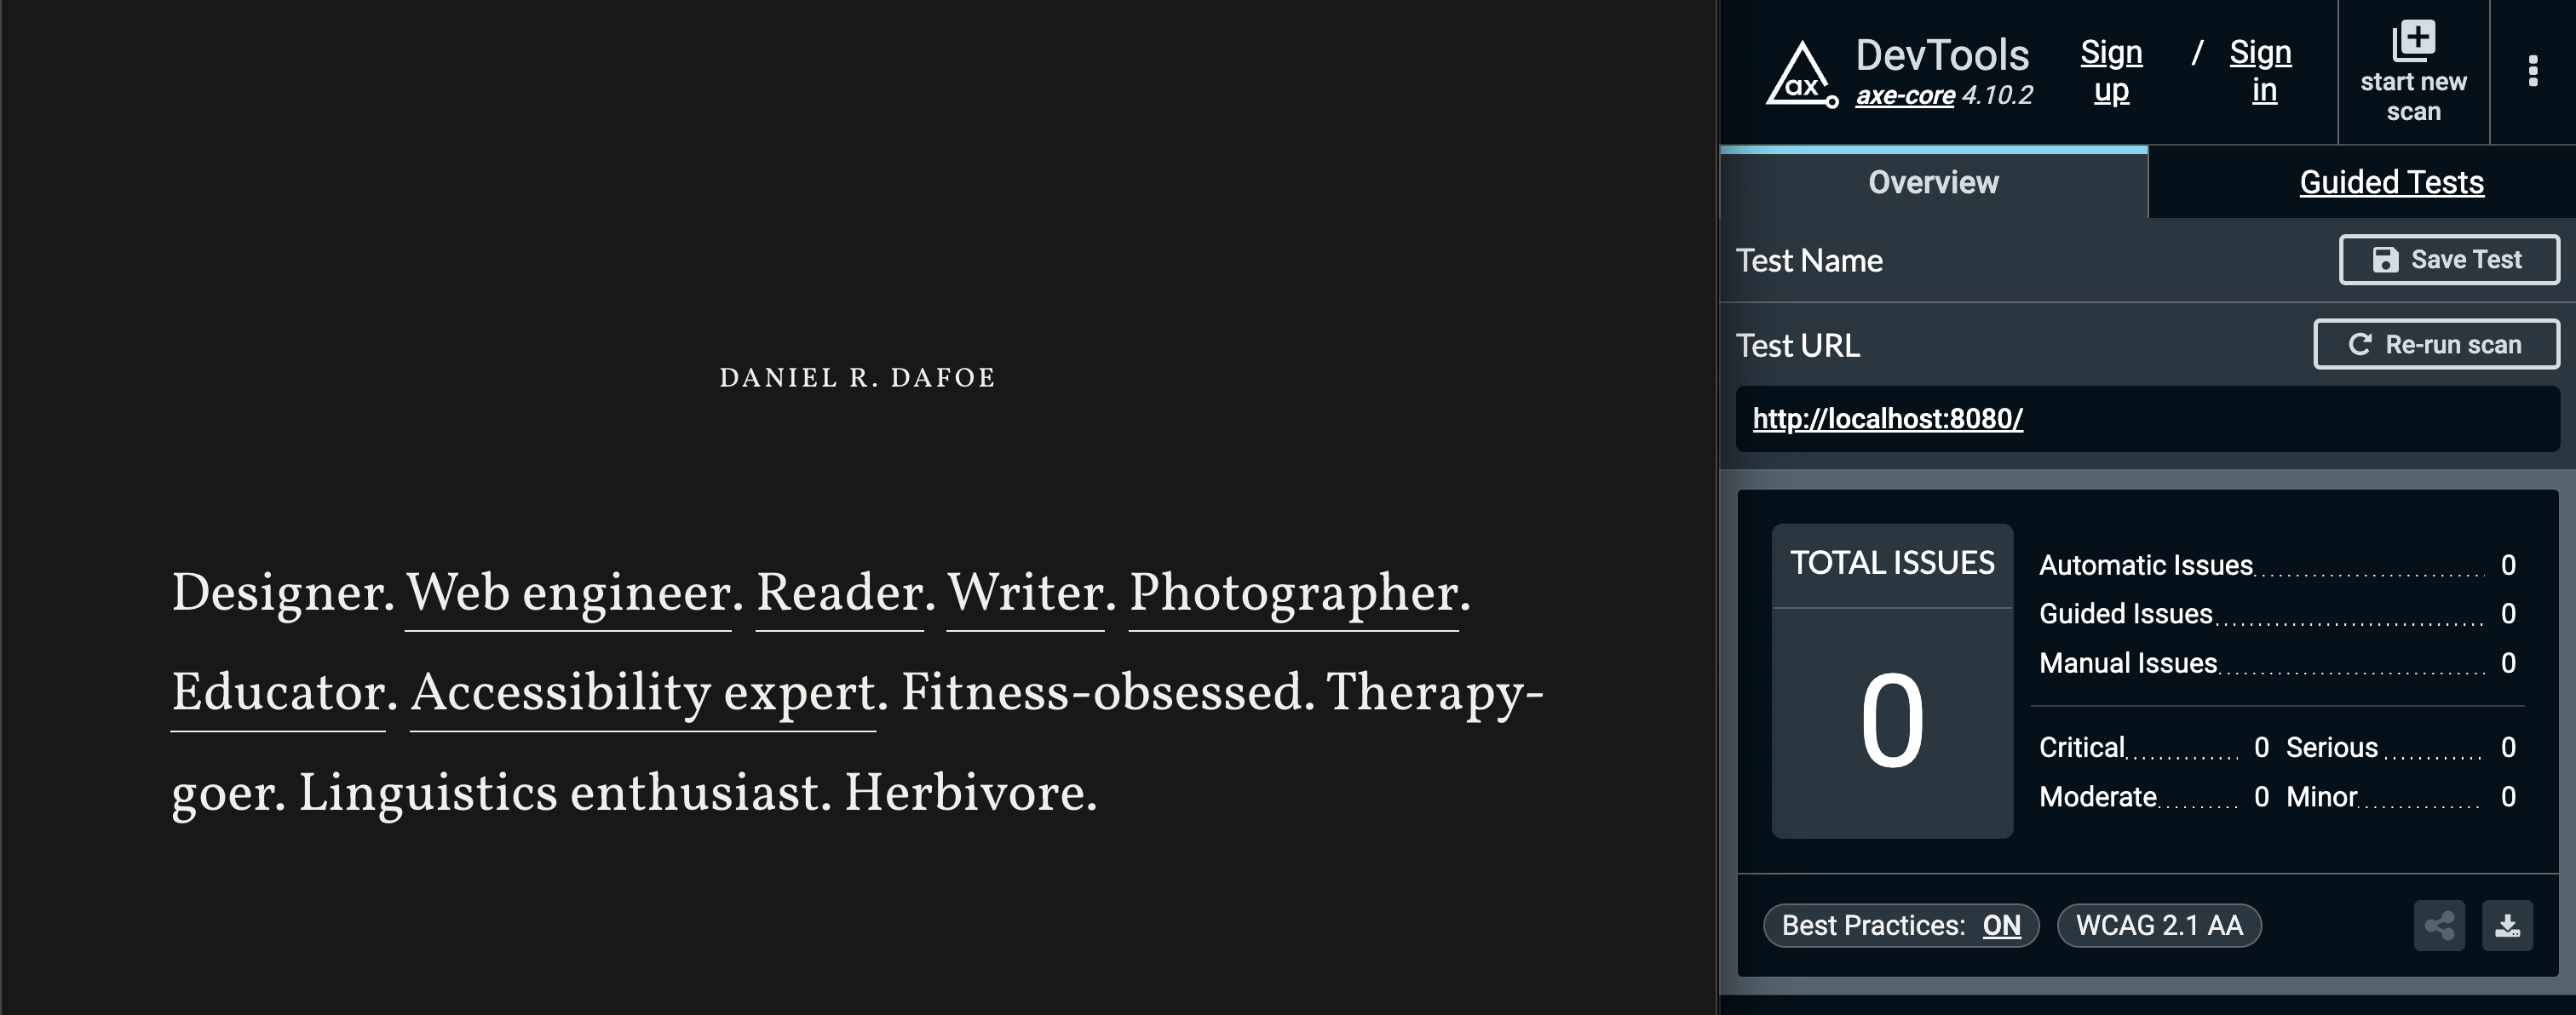 DANIEL R. DAFOE
Designer. Web engineer. Reader. Writer. Photographer.
Educator. Accessibility expert. Fitness-obsessed. Therapy-
goer. Linguistics enthusiast. Herbivore.
ax
DevTools
axe-core 4.10.2
Sign
up
/
Sign
in
start new
scan
Overview
Guided Tests
Test Name
Save Test
Test URL
Re-run scan
http://localhost:8080/
TOTAL ISSUES
0
Automatic Issues 0
Guided Issues 0
Manual Issues 0
Critical 0 Serious 0
Moderate 0 Minor 0
Best Practices: ON
WCAG 2.1 AA